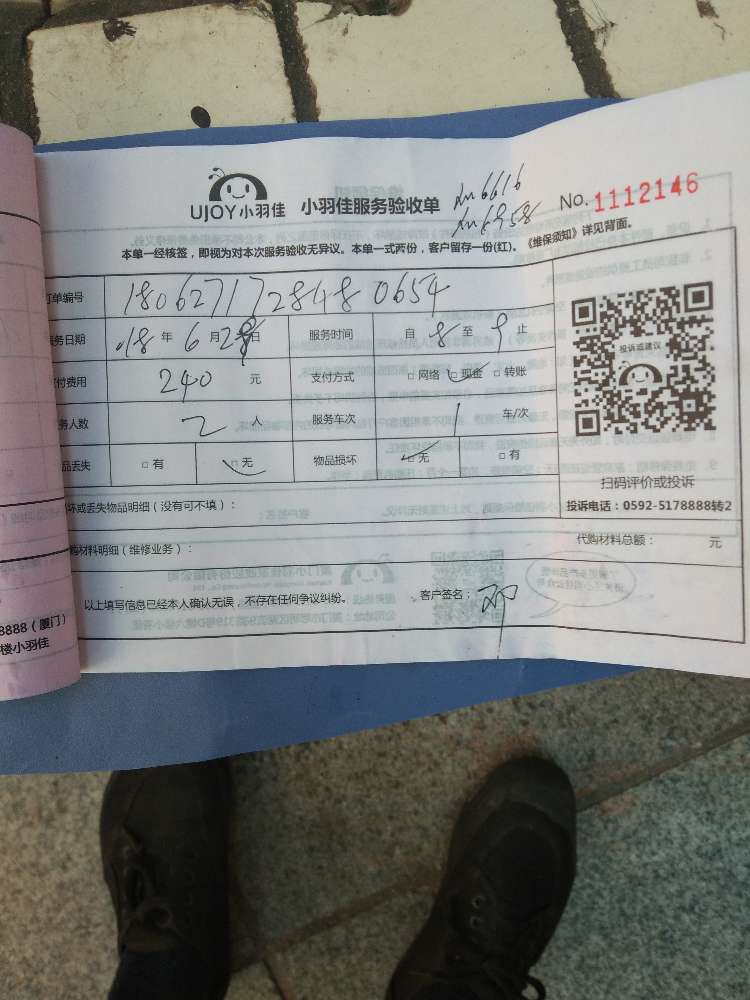 UJOY小羽佳 小羽佳服务验收单
No.1112146
本单一经核签，即视为对本次服务验收无异议。本单一式两份，客户留存一份(红)。《维保须知》详见背面。
订单编号 180627172848 0654
服务日期 18 年 6 月 28 日 服务时间 自 8 至 9 止
付费用 240 元 支付方式 □ 网络 □ 现金 □ 转账
务人数 2 人 服务车次 1 车/次
品丢失 □ 有 □ 无 物品损坏 □ 无 □ 有
投诉或建议
扫码评价或投诉
投诉电话：0592-5178888转2
坏或丢失物品明细（没有可不填）：
购材料明细（维修业务）：
代购材料总额： 元
以上填写信息已经本人确认无误，不存在任何争议纠纷。 客户签名：邓
8888（厦门）
楼小羽佳